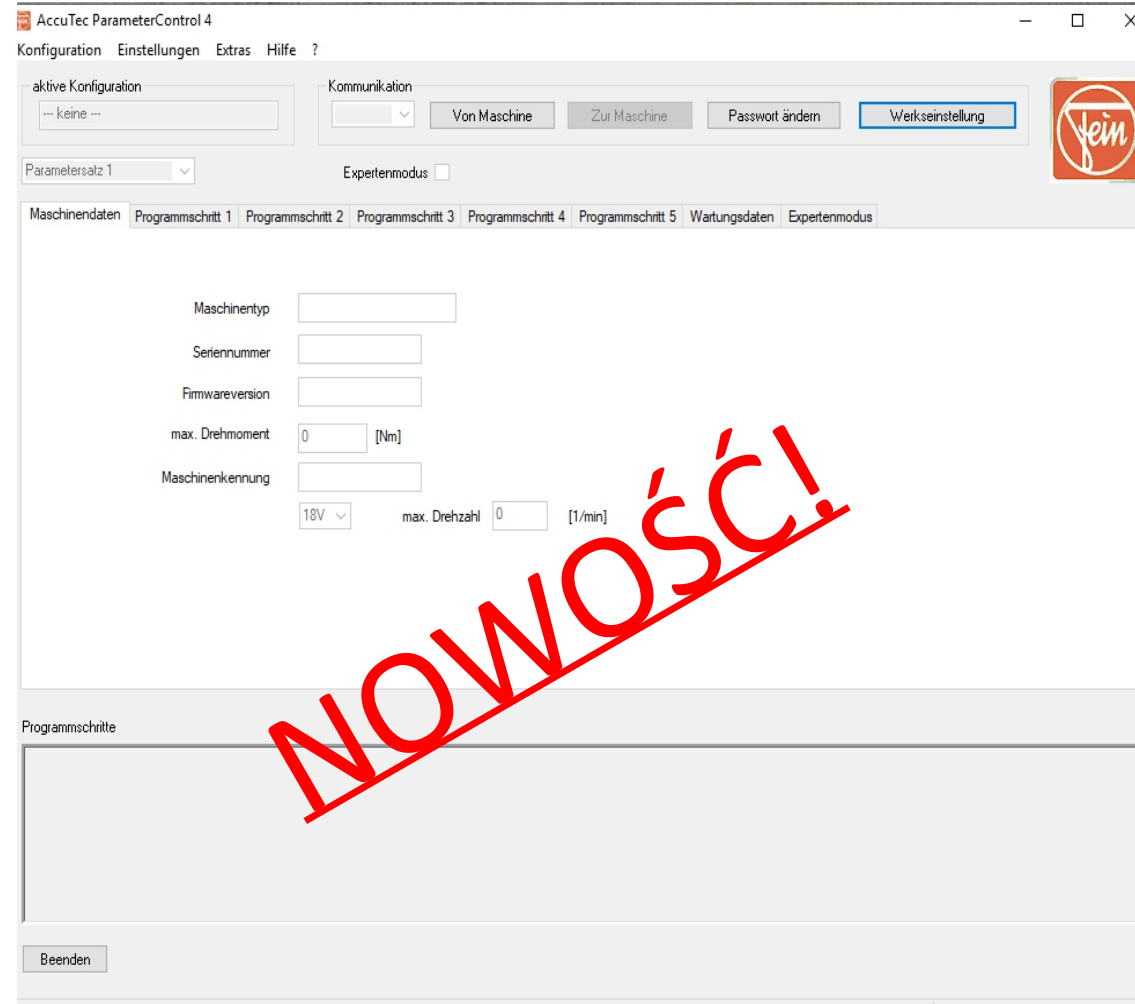 AccuTec ParameterControl 4
Konfiguration Einstellungen Extras Hilfe ?
aktive Konfiguration
Kommunikation
--- keine ---
Von Maschine
Zur Maschine
Passwort ändern
Werkseinstellung
Fein
Parametersatz 1
Expertenmodus
Maschinendaten Programmschritt 1 Programmschritt 2 Programmschritt 3 Programmschritt 4 Programmschritt 5 Wartungsdaten Expertenmodus
Maschinentyp
Seriennummer
Firmwareversion
max. Drehmoment 0 [Nm]
Maschinenkennung
18V max. Drehzahl 0 [1/min]
NOWOŚĆ!
Programmschritte
Beenden